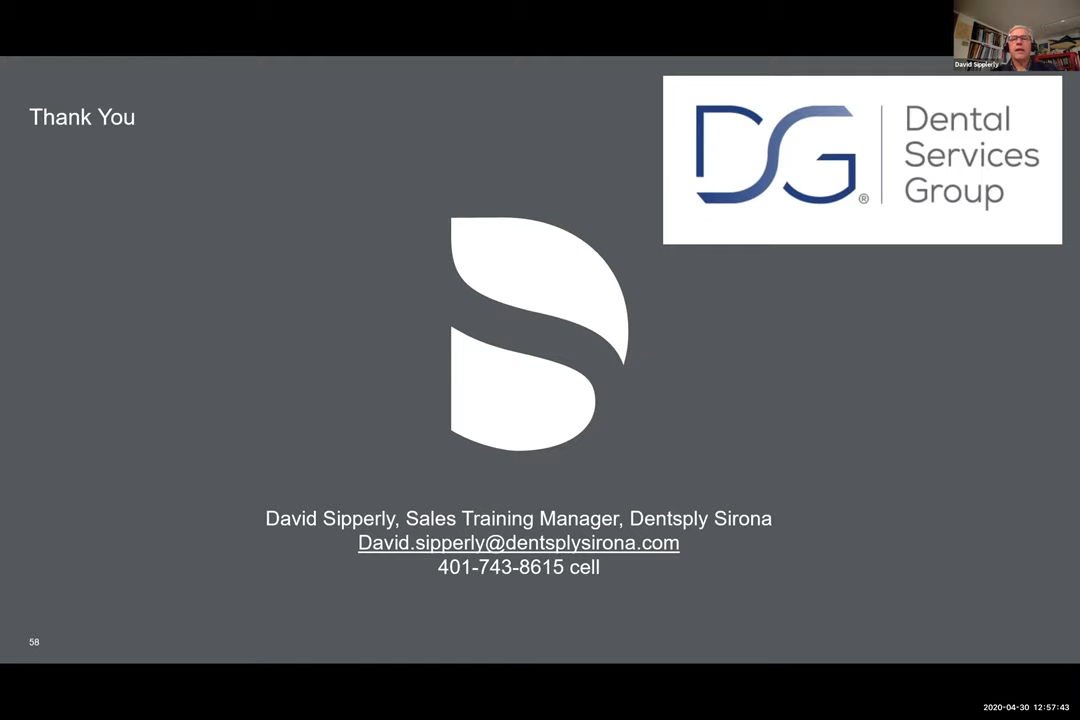 David Sipperly
Thank You
DSG®
Dental
Services
Group
David Sipperly, Sales Training Manager, Dentsply Sirona
David.sipperly@dentsplysirona.com
401-743-8615 cell
58
2020-04-30 12:57:43